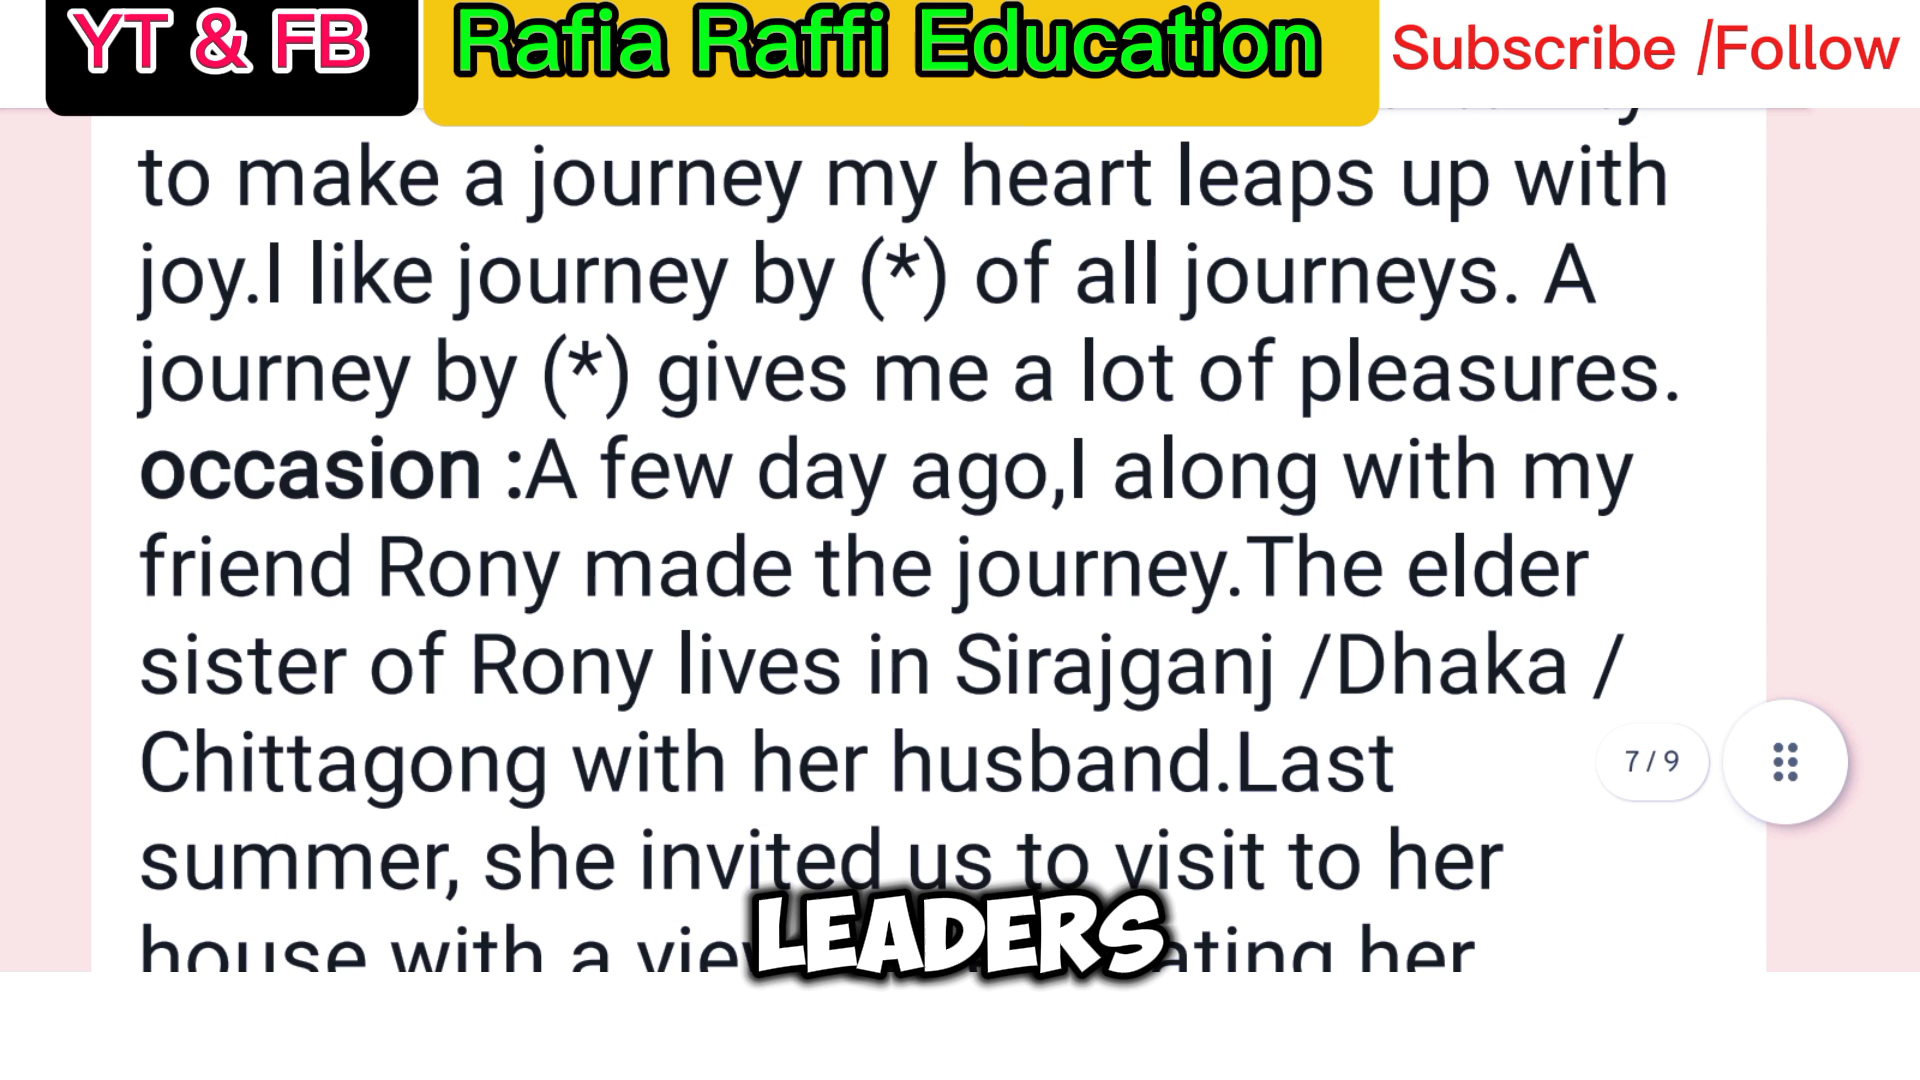 YT & FB
Rafia Raffi Education
Subscribe /Follow
to make a journey my heart leaps up with
joy.I like journey by (*) of all journeys. A
journey by (*) gives me a lot of pleasures.
occasion :A few day ago,I along with my
friend Rony made the journey.The elder
sister of Rony lives in Sirajganj /Dhaka /
Chittagong with her husband.Last
7 / 9
summer, she invited us to visit to her
house with a her
LEADERS